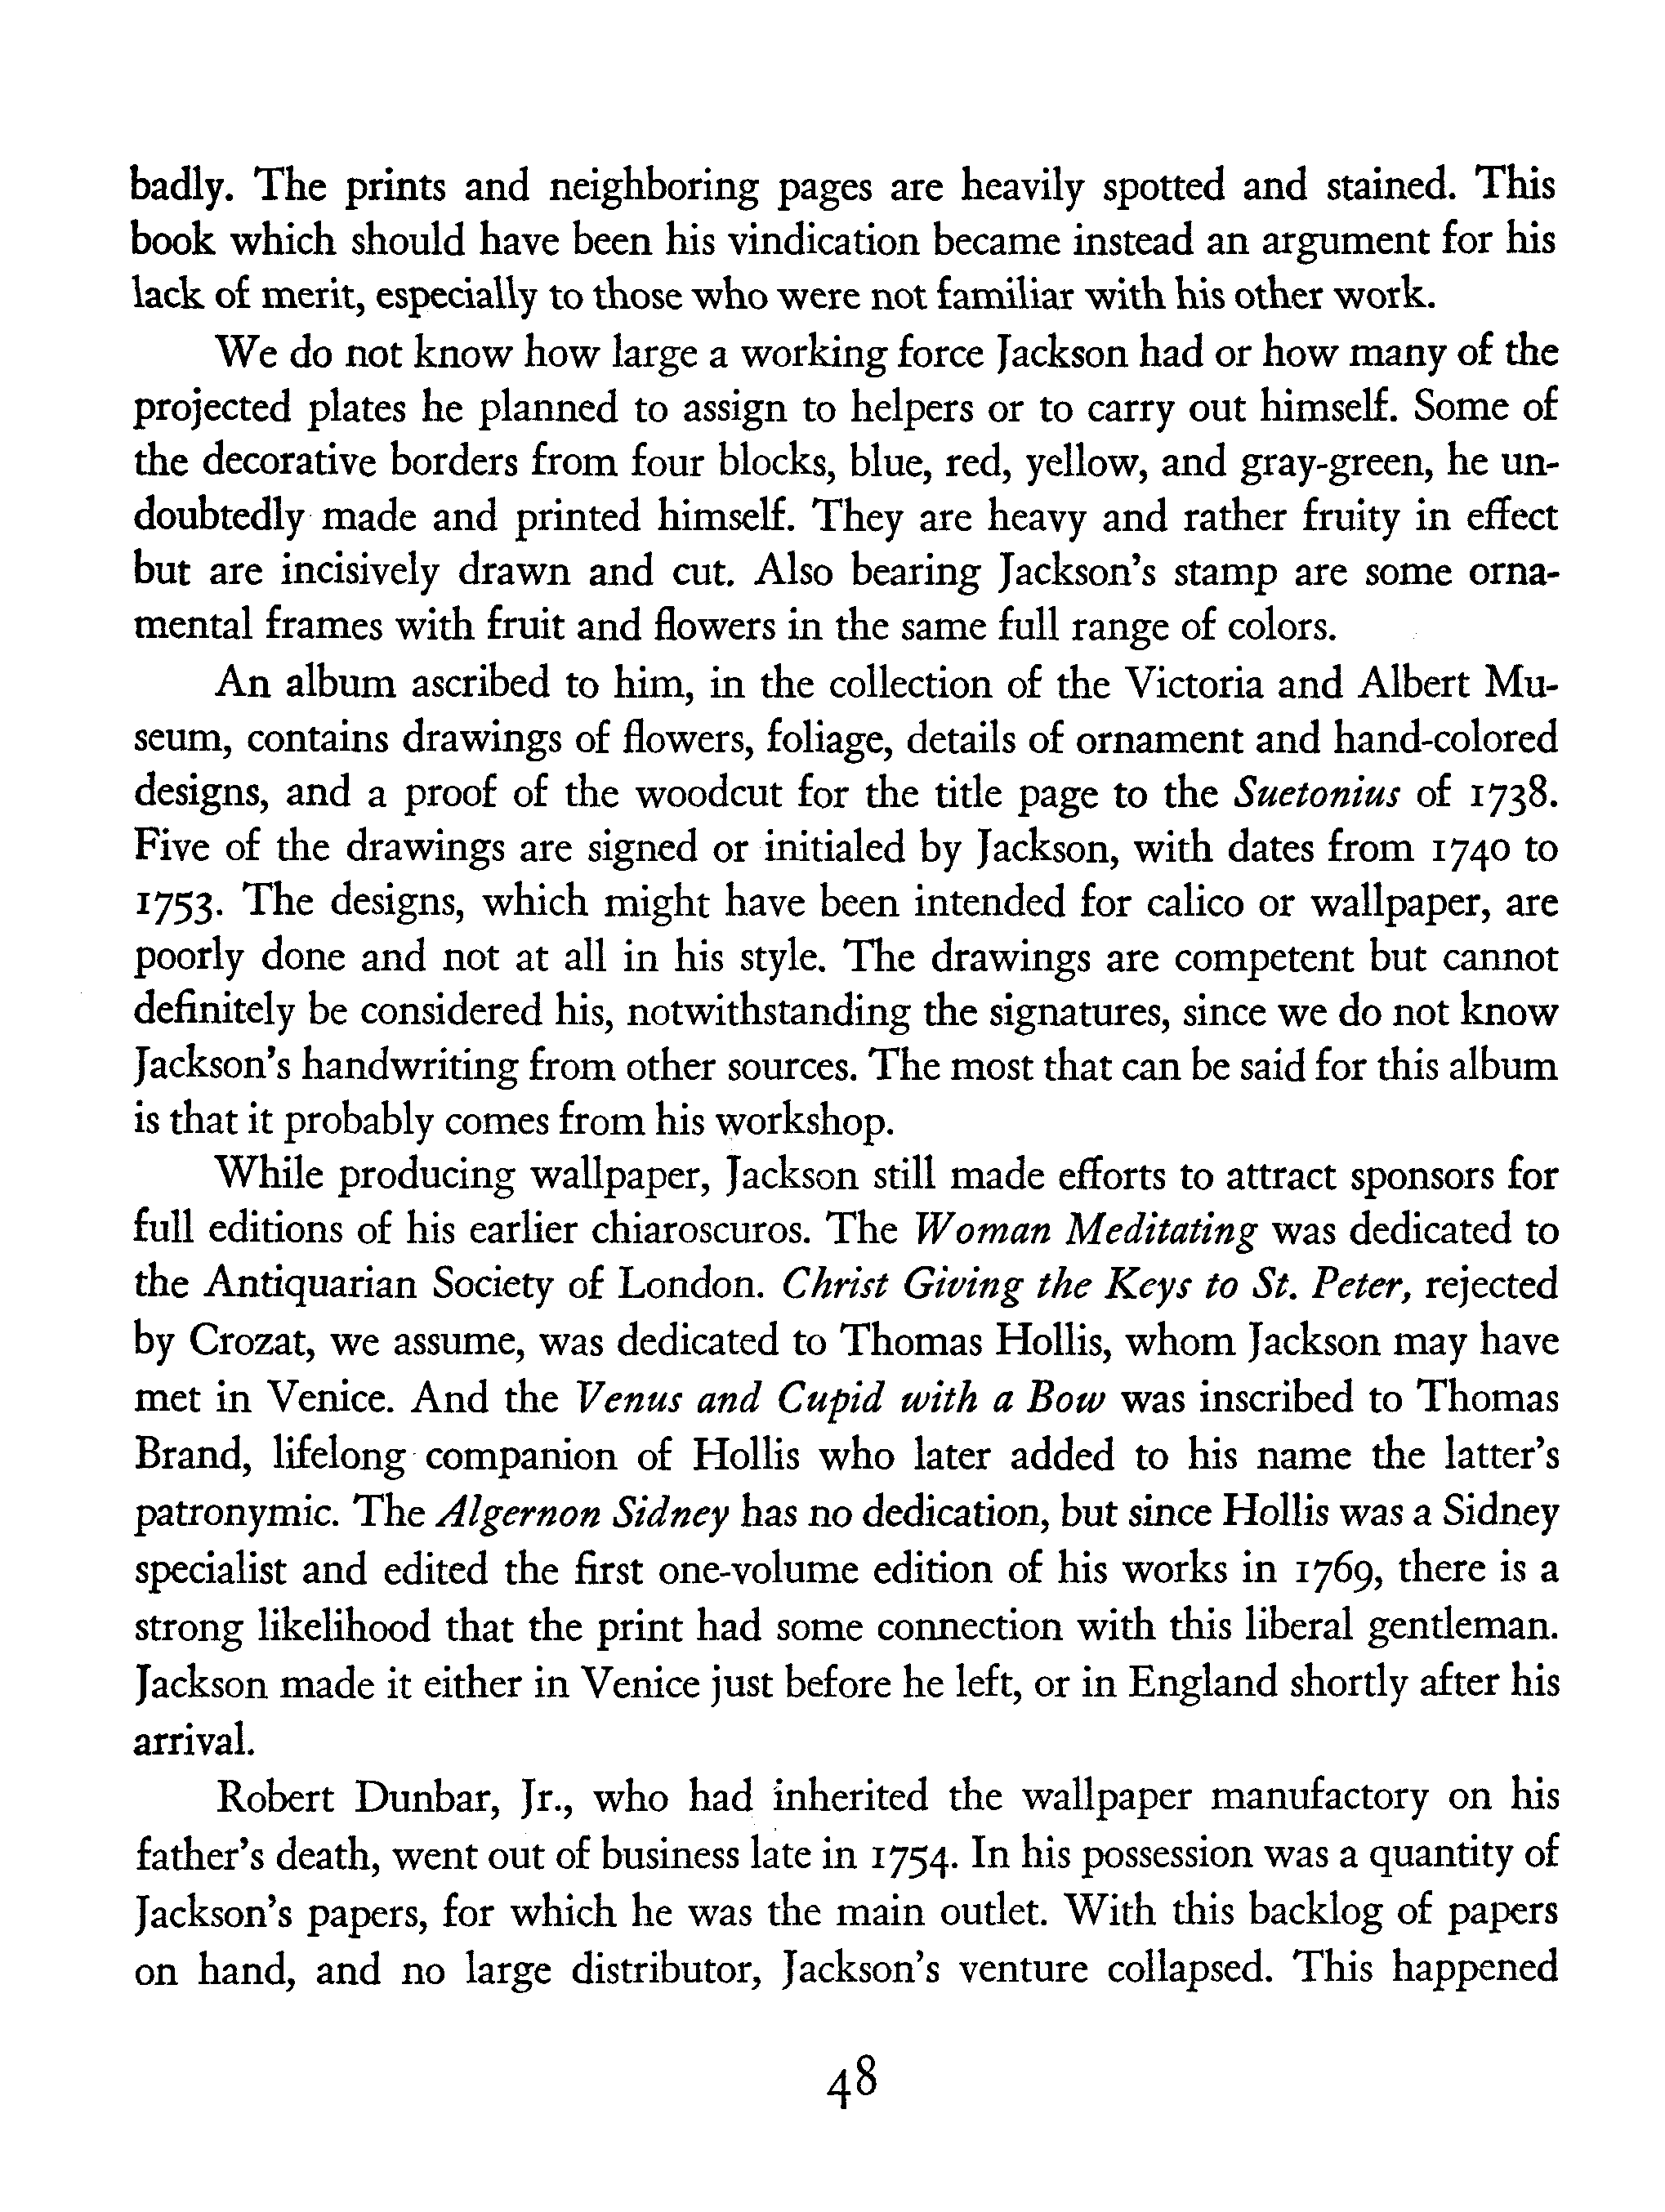 badly. The prints and neighboring pages are heavily spotted and stained. This
book which should have been his vindication became instead an argument for his
lack of merit, especially to those who were not familiar with his other work.
We do not know how large a working force Jackson had or how many of the
projected plates he planned to assign to helpers or to carry out himself. Some of
the decorative borders from four blocks, blue, red, yellow, and gray-green, he un-
doubtedly made and printed himself. They are heavy and rather fruity in effect
but are incisively drawn and cut. Also bearing Jackson's stamp are some orna-
mental frames with fruit and flowers in the same full range of colors.
An album ascribed to him, in the collection of the Victoria and Albert Mu-
seum, contains drawings of flowers, foliage, details of ornament and hand-colored
designs, and a proof of the woodcut for the title page to the Suetonius of 1738.
Five of the drawings are signed or initialed by Jackson, with dates from 1740 to
1753. The designs, which might have been intended for calico or wallpaper, are
poorly done and not at all in his style. The drawings are competent but cannot
definitely be considered his, notwithstanding the signatures, since we do not know
Jackson's handwriting from other sources. The most that can be said for this album
is that it probably comes from his workshop.
While producing wallpaper, Jackson still made efforts to attract sponsors for
full editions of his earlier chiaroscuros. The Woman Meditating was dedicated to
the Antiquarian Society of London. Christ Giving the Keys to St. Peter, rejected
by Crozat, we assume, was dedicated to Thomas Hollis, whom Jackson may have
met in Venice. And the Venus and Cupid with a Bow was inscribed to Thomas
Brand, lifelong companion of Hollis who later added to his name the latter's
patronymic. The Algernon Sidney has no dedication, but since Hollis was a Sidney
specialist and edited the first one-volume edition of his works in 1769, there is a
strong likelihood that the print had some connection with this liberal gentleman.
Jackson made it either in Venice just before he left, or in England shortly after his
arrival.
Robert Dunbar, Jr., who had inherited the wallpaper manufactory on his
father's death, went out of business late in 1754. In his possession was a quantity of
Jackson's papers, for which he was the main outlet. With this backlog of papers
on hand, and no large distributor, Jackson's venture collapsed. This happened
48